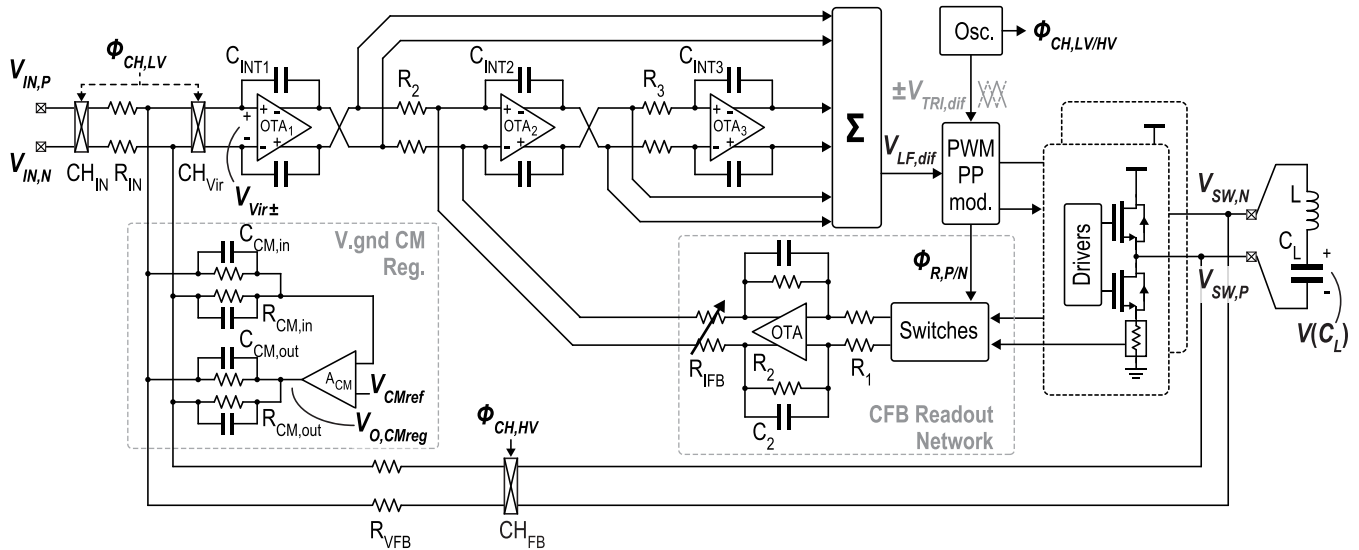 Osc.
Φ_CH,LV/HV
Φ_CH,LV
C_INT1
C_INT2
C_INT3
V_IN,P
R_2
R_3
±V_TRI,dif
+ - + -
OTA_1
+ -
OTA_2
+ -
OTA_3
Σ
PWM
PP
mod.
V_LF,dif
V_IN,N
CH_IN
R_IN
CH_Vir
V_Vir±
V_SW,N
L
C_L
+
-
V_SW,P
V(C_L)
Drivers
C_CM,in
V.gnd CM
Reg.
R_CM,in
Φ_R,P/N
OTA
Switches
R_IFB
R_2
R_1
C_CM,out
A_CM
V_CMref
R_CM,out
V_O,CMreg
C_2
CFB Readout
Network
Φ_CH,HV
R_VFB
CH_FB